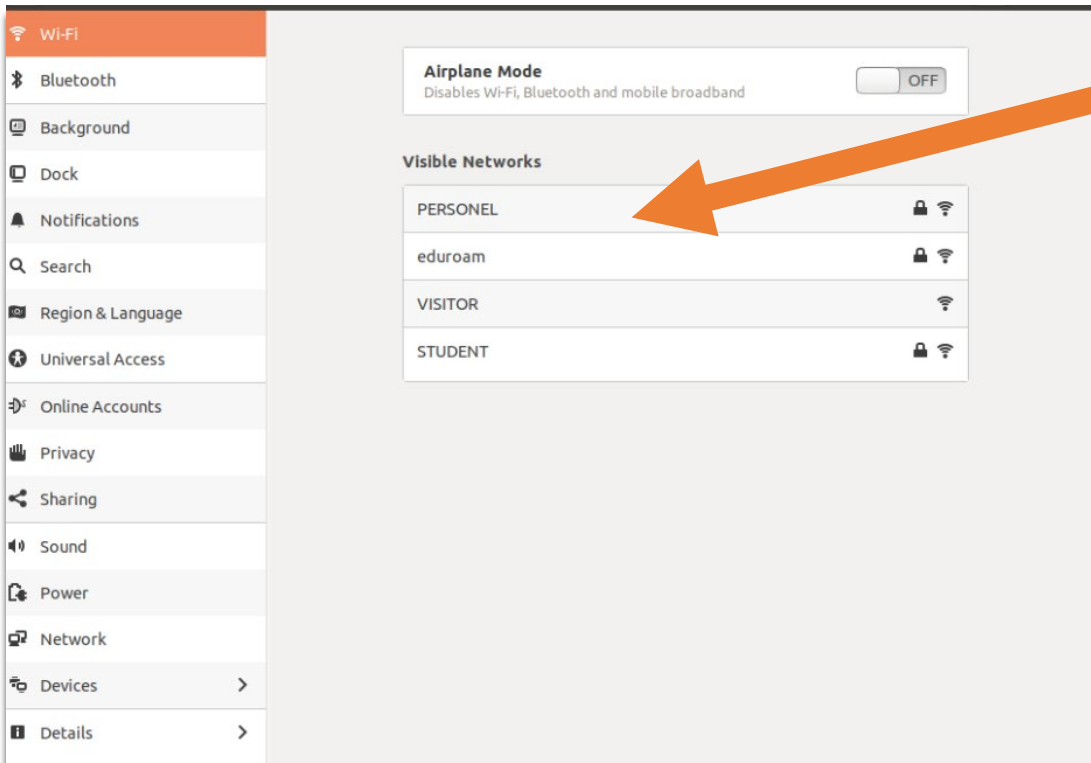 Wi-Fi
Bluetooth
Background
Dock
Notifications
Search
Region & Language
Universal Access
Online Accounts
Privacy
Sharing
Sound
Power
Network
Devices
Details
Airplane Mode
Disables Wi-Fi, Bluetooth and mobile broadband
OFF
Visible Networks
PERSONEL
eduroam
VISITOR
STUDENT